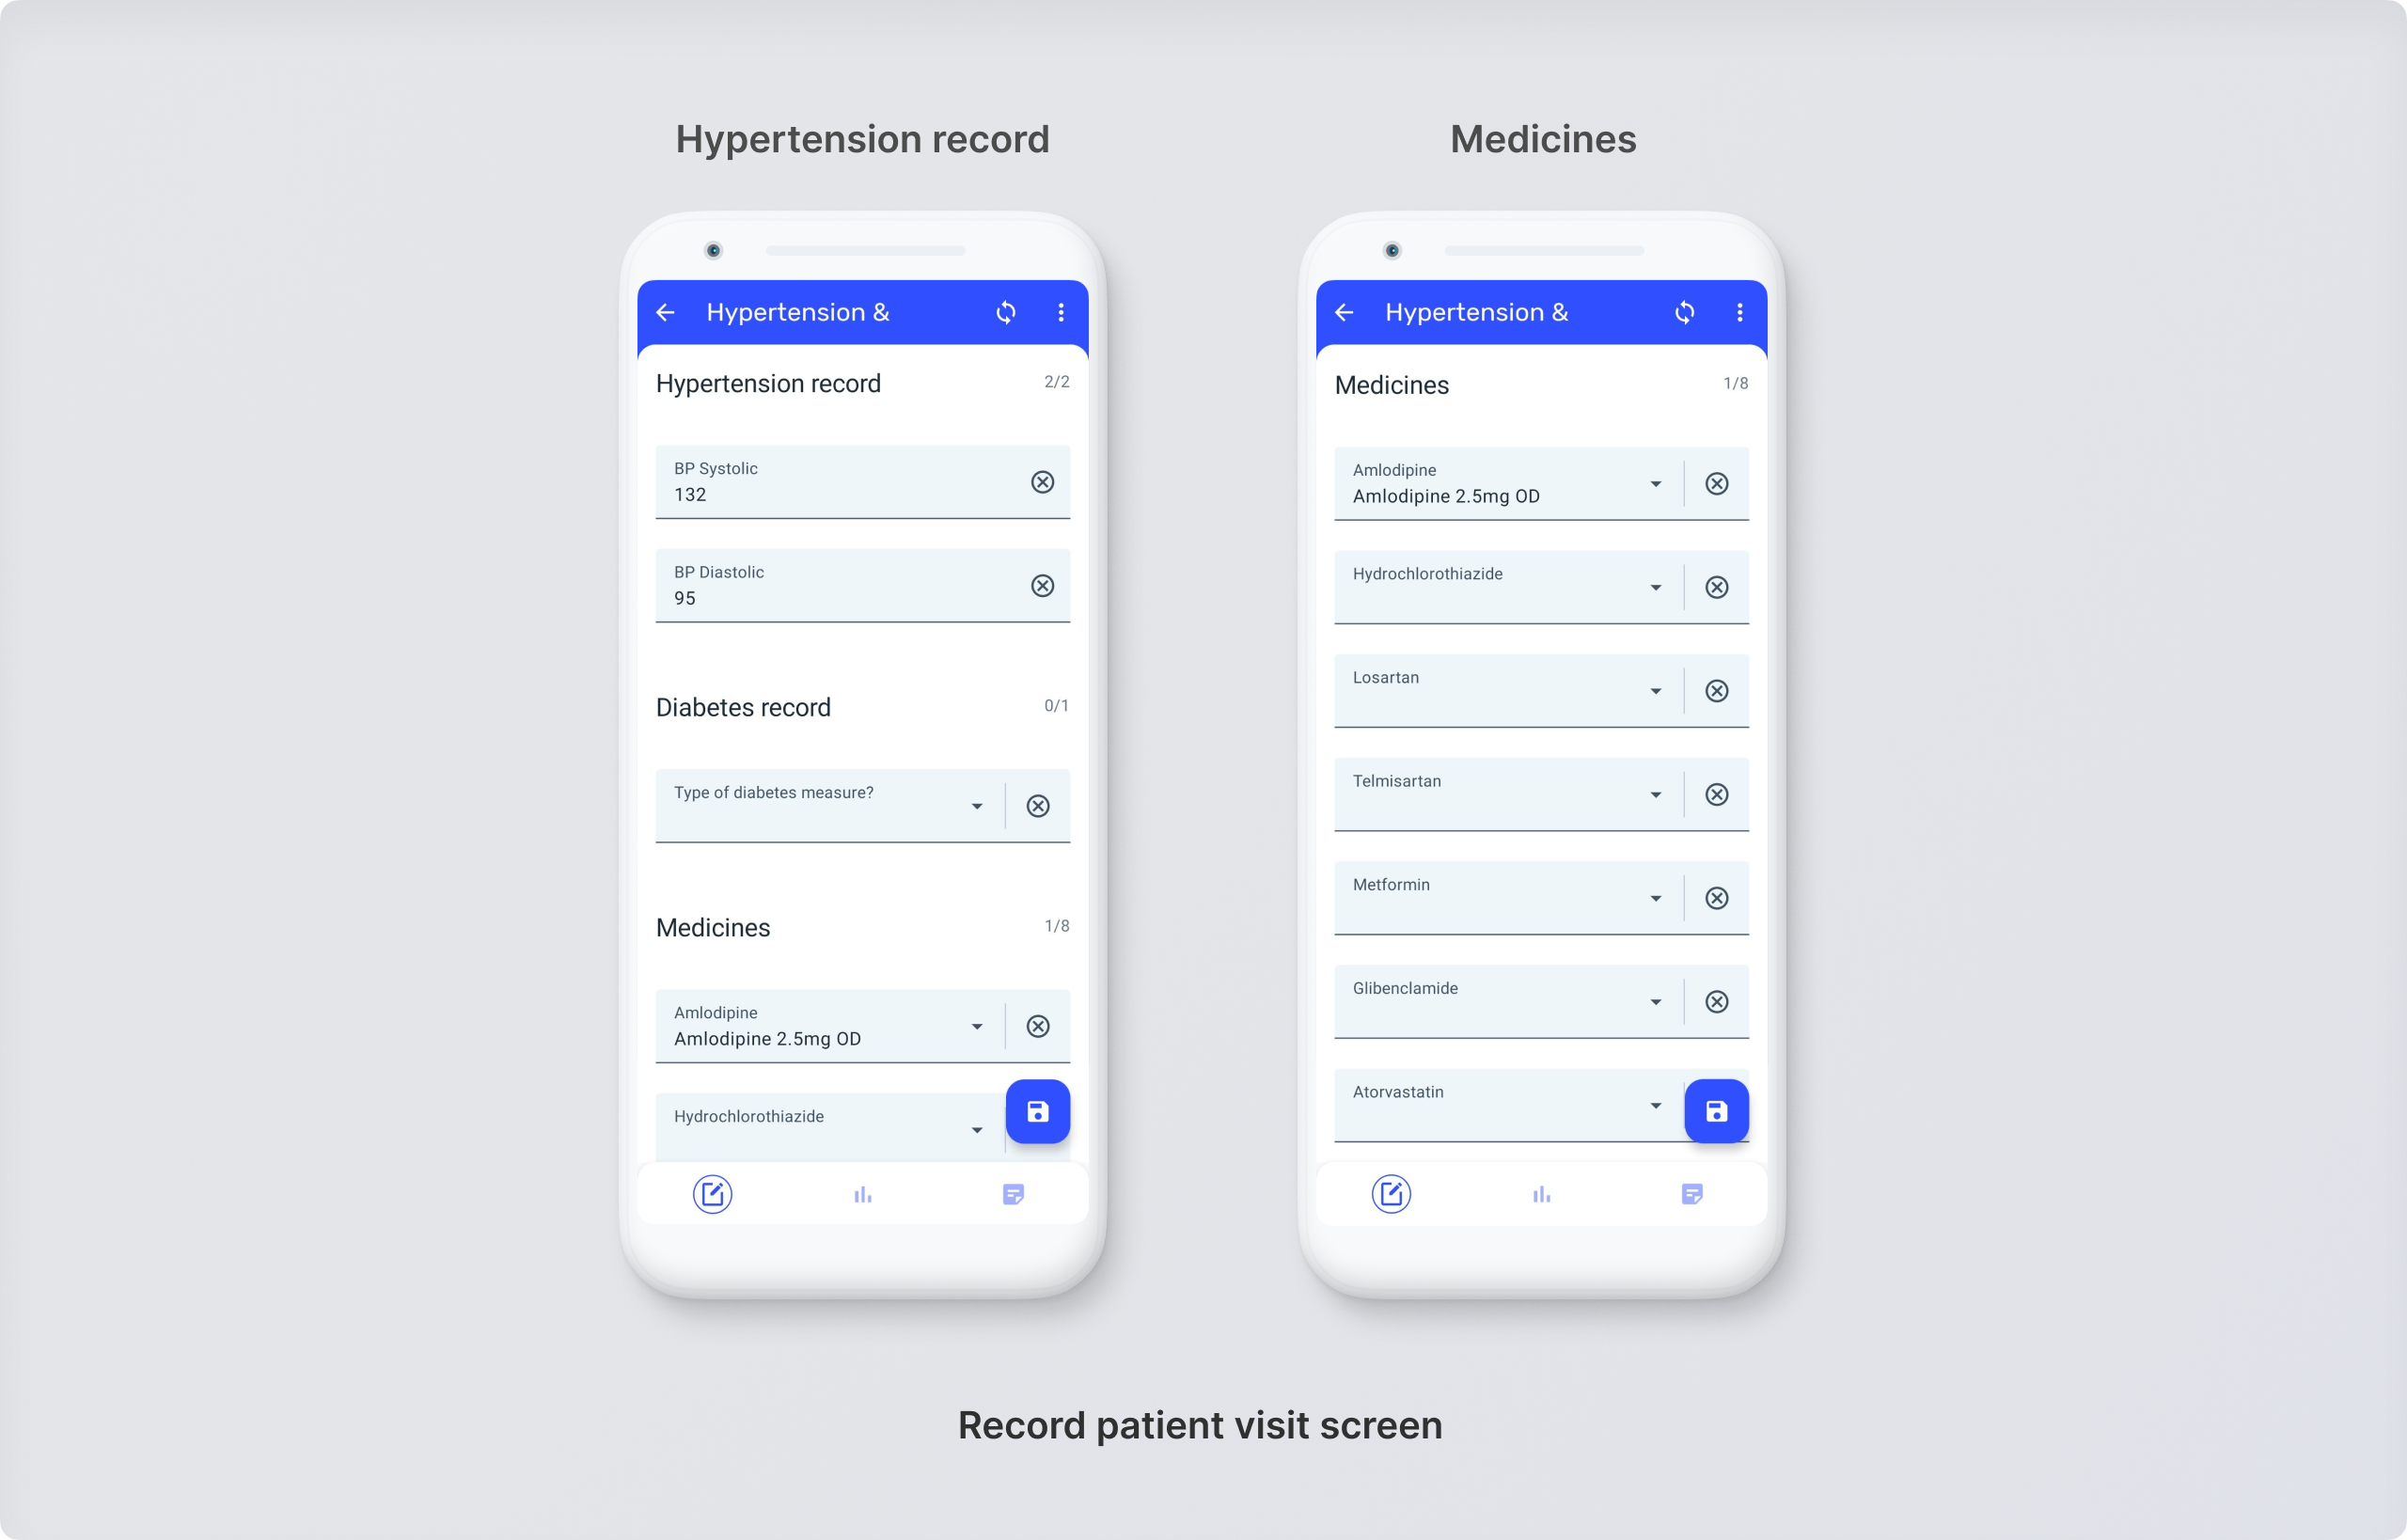 Hypertension record
Hypertension &
Hypertension record
2/2
BP Systolic
132
BP Diastolic
95
Diabetes record
0/1
Type of diabetes measure?
Medicines
1/8
Amlodipine
Amlodipine 2.5mg OD
Hydrochlorothiazide
Medicines
Hypertension &
Medicines
1/8
Amlodipine
Amlodipine 2.5mg OD
Hydrochlorothiazide
Losartan
Telmisartan
Metformin
Glibenclamide
Atorvastatin
Record patient visit screen